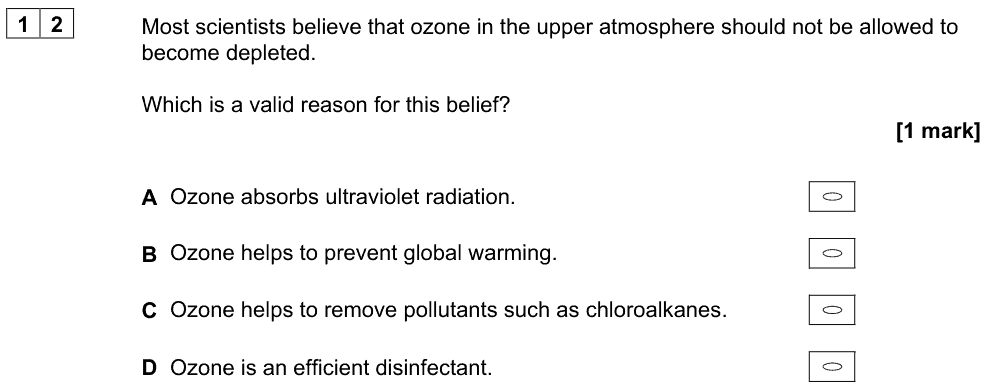 1 2
Most scientists believe that ozone in the upper atmosphere should not be allowed to
become depleted.
Which is a valid reason for this belief?
[1 mark]
A Ozone absorbs ultraviolet radiation.
B Ozone helps to prevent global warming.
C Ozone helps to remove pollutants such as chloroalkanes.
D Ozone is an efficient disinfectant.